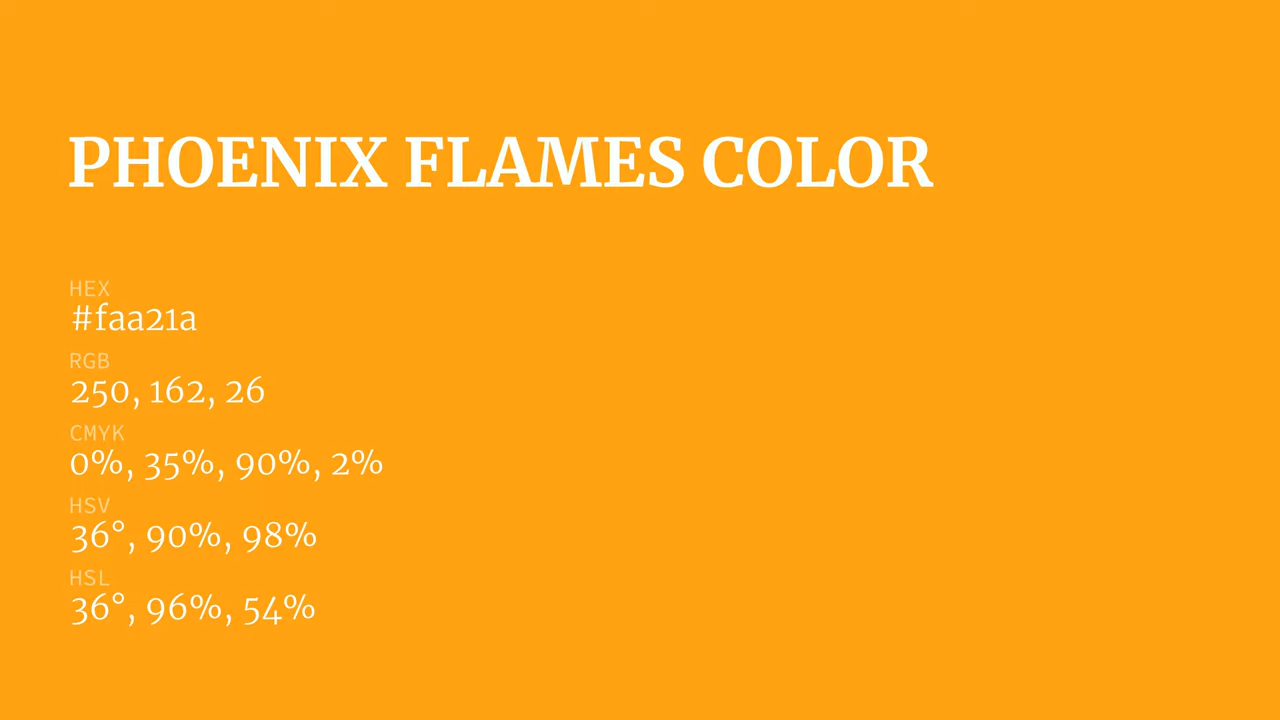 PHOENIX FLAMES COLOR
HEX
#faa21a
RGB
250, 162, 26
CMYK
0%, 35%, 90%, 2%
HSV
36°, 90%, 98%
HSL
36°, 96%, 54%